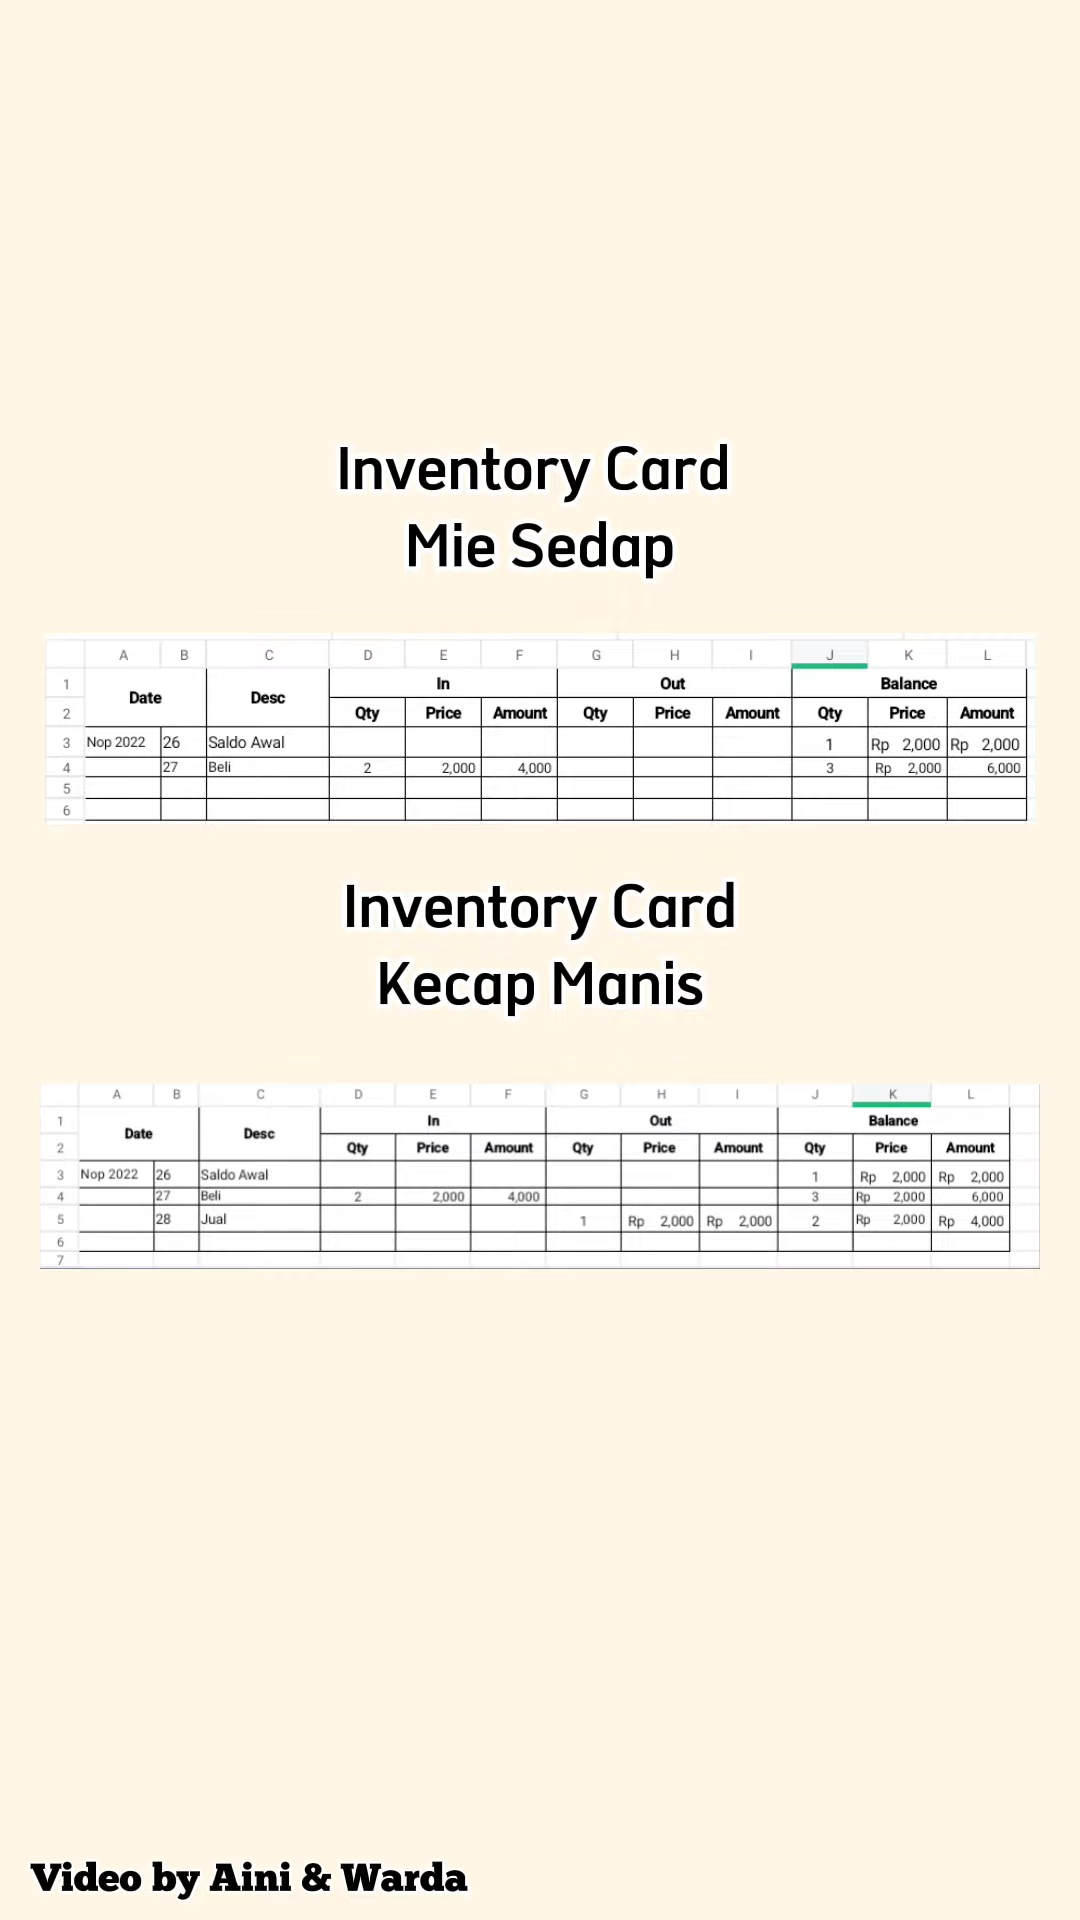 Inventory Card
Mie Sedap
A B C D E F G H I J K L
1 Date Desc In Out Balance
2 Qty Price Amount Qty Price Amount Qty Price Amount
3 Nop 2022 26 Saldo Awal 1 Rp 2,000 Rp 2,000
4 27 Beli 2 2,000 4,000 3 Rp 2,000 6,000
5
6
Inventory Card
Kecap Manis
A B C D E F G H I J K L
1 Date Desc In Out Balance
2 Qty Price Amount Qty Price Amount Qty Price Amount
3 Nop 2022 26 Saldo Awal 1 Rp 2,000 Rp 2,000
4 27 Beli 2 2,000 4,000 3 Rp 2,000 6,000
5 28 Jual 1 Rp 2,000 Rp 2,000 2 Rp 2,000 Rp 4,000
6
7
Video by Aini & Warda